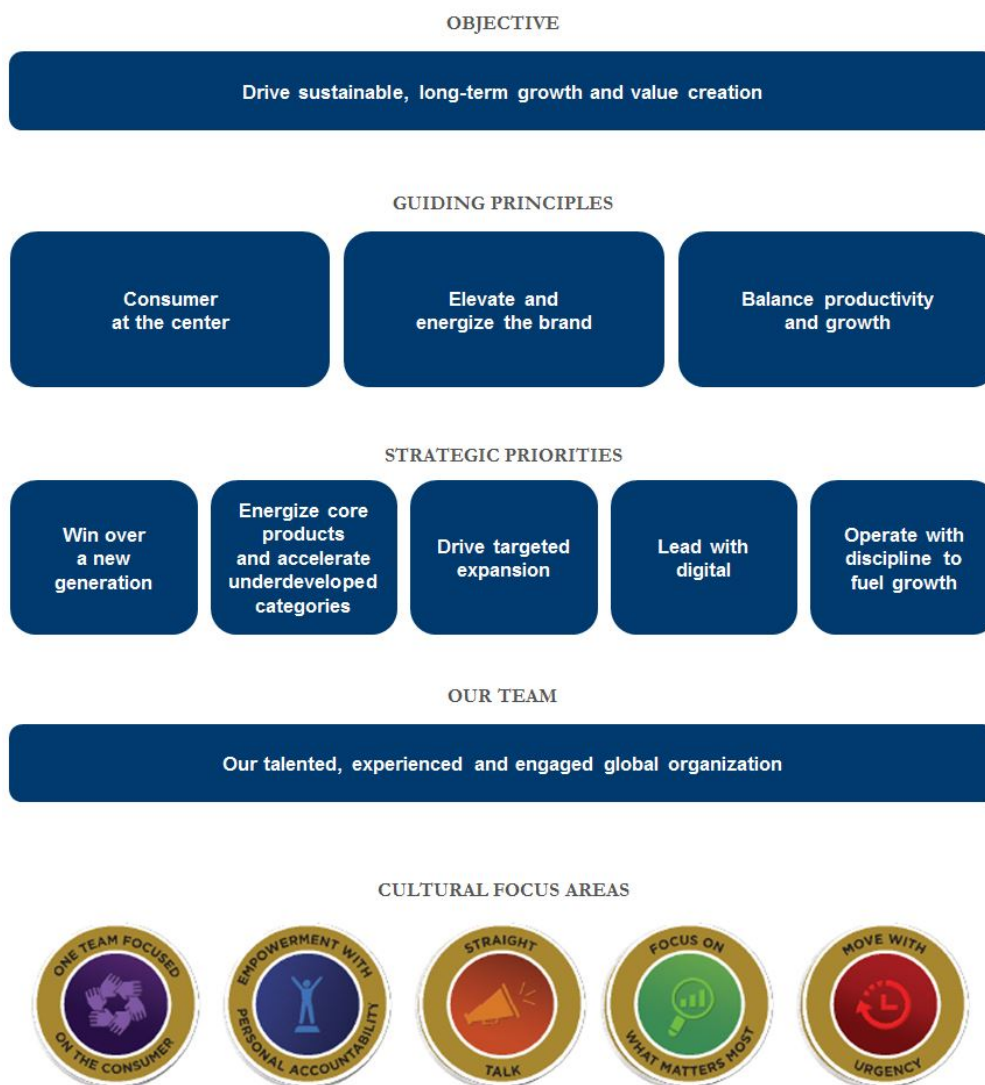 OBJECTIVE
Drive sustainable, long-term growth and value creation
GUIDING PRINCIPLES
Consumer
at the center
Elevate and
energize the brand
Balance productivity
and growth
STRATEGIC PRIORITIES
Win over
a new
generation
Energize core
products
and accelerate
underdeveloped
categories
Drive targeted
expansion
Lead with
digital
Operate with
discipline to
fuel growth
OUR TEAM
Our talented, experienced and engaged global organization
CULTURAL FOCUS AREAS
ONE TEAM FOCUSED
ON THE CONSUMER
EMPOWERMENT WITH
PERSONAL ACCOUNTABILITY
STRAIGHT
TALK
FOCUS ON
WHAT MATTERS MOST
MOVE WITH
URGENCY